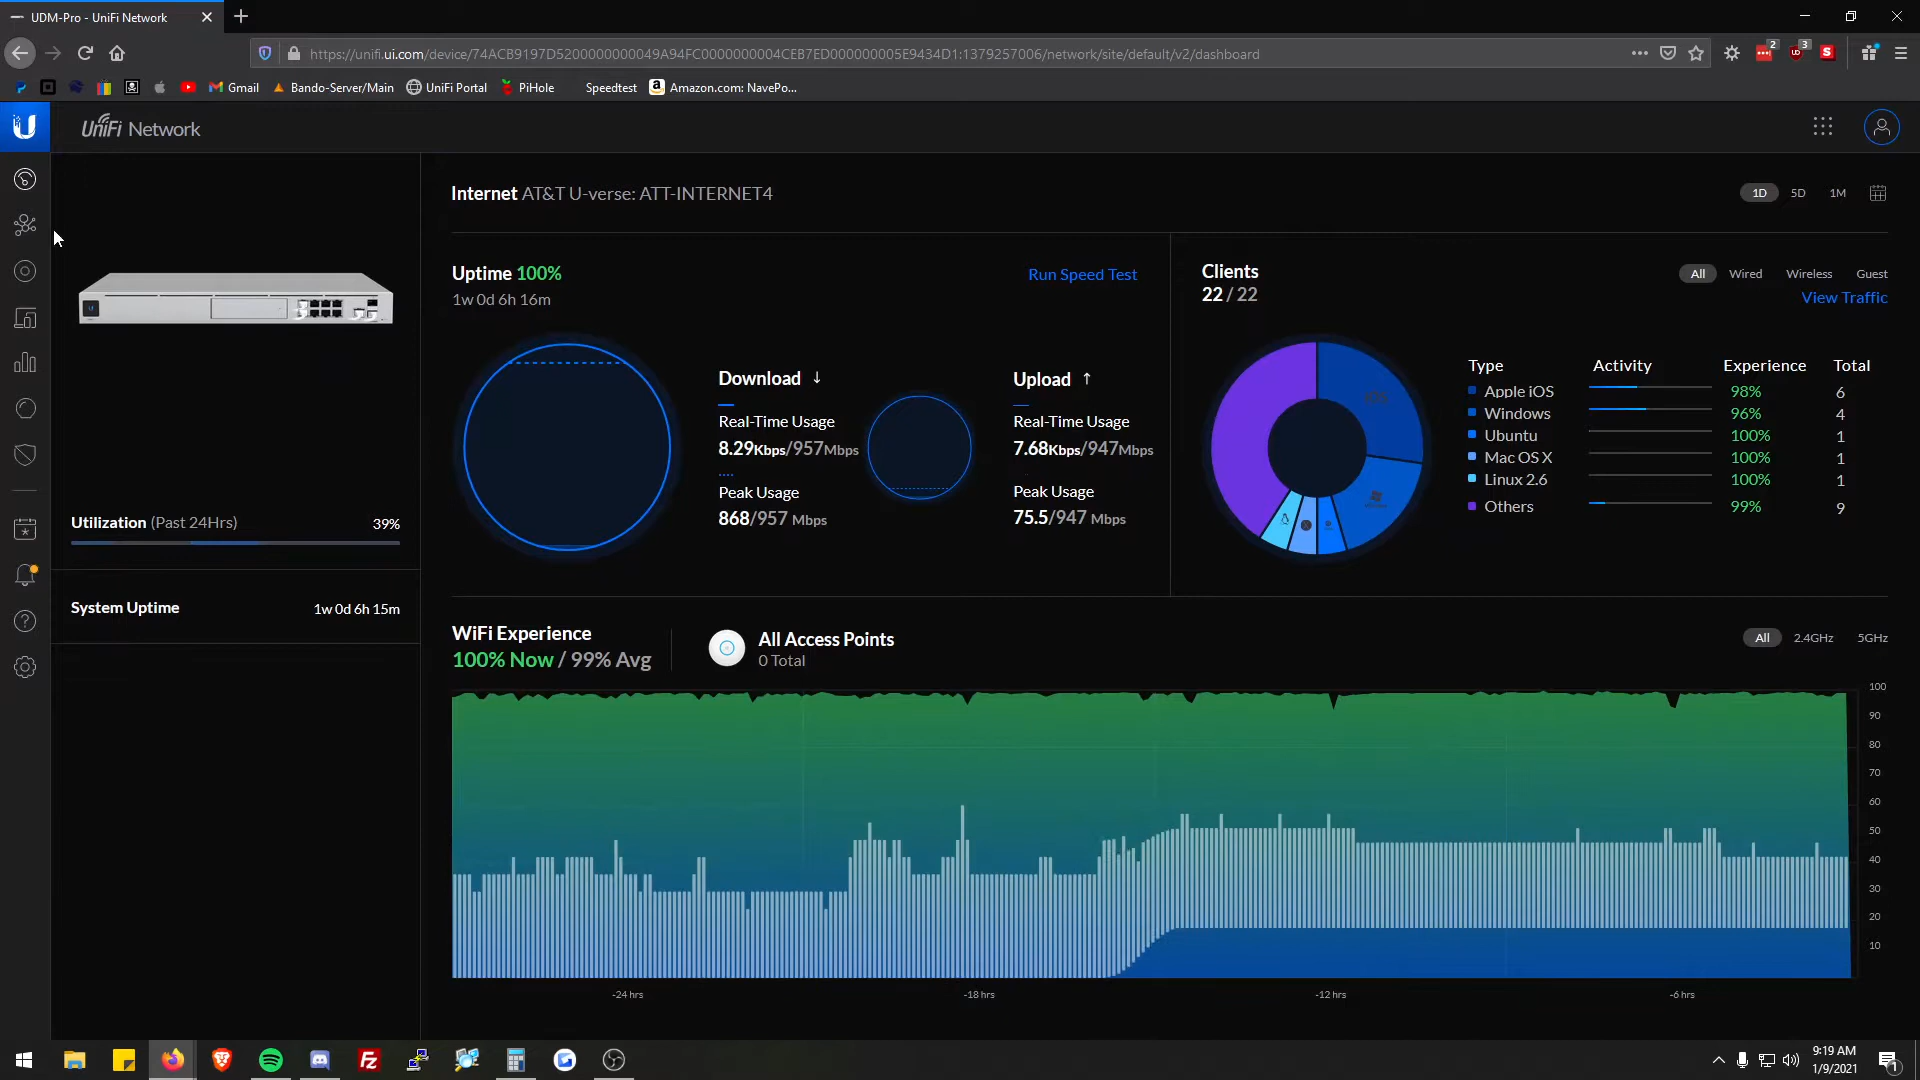 UDM-Pro - UniFi Network
https://unifi.ui.com/device/74ACB9197D5200000000049A94FC0000000004CEB7ED000000005E9434D1:1379257006/network/site/default/v2/dashboard
2
3
Gmail
Bando-Server/Main
UniFi Portal
PiHole
Speedtest
Amazon.com: NavePo...
UniFi Network
Internet AT&T U-verse: ATT-INTERNET4
1D 5D 1M
Uptime 100%
1w 0d 6h 16m
Run Speed Test
Download ↓
Real-Time Usage
8.29Kbps/957Mbps
Peak Usage
868/957 Mbps
Upload ↑
Real-Time Usage
7.68Kbps/947Mbps
Peak Usage
75.5/947 Mbps
Clients
22 / 22
All Wired Wireless Guest
View Traffic
Type Activity Experience Total
Apple iOS 98% 6
Windows 96% 4
Ubuntu 100% 1
Mac OS X 100% 1
Linux 2.6 100% 1
Others 99% 9
Utilization (Past 24Hrs) 39%
System Uptime 1w 0d 6h 15m
WiFi Experience
100% Now / 99% Avg
All Access Points
0 Total
All 2.4GHz 5GHz
100
90
80
70
60
50
40
30
20
10
-24 hrs -18 hrs -12 hrs -6 hrs
9:19 AM
1/9/2021
1